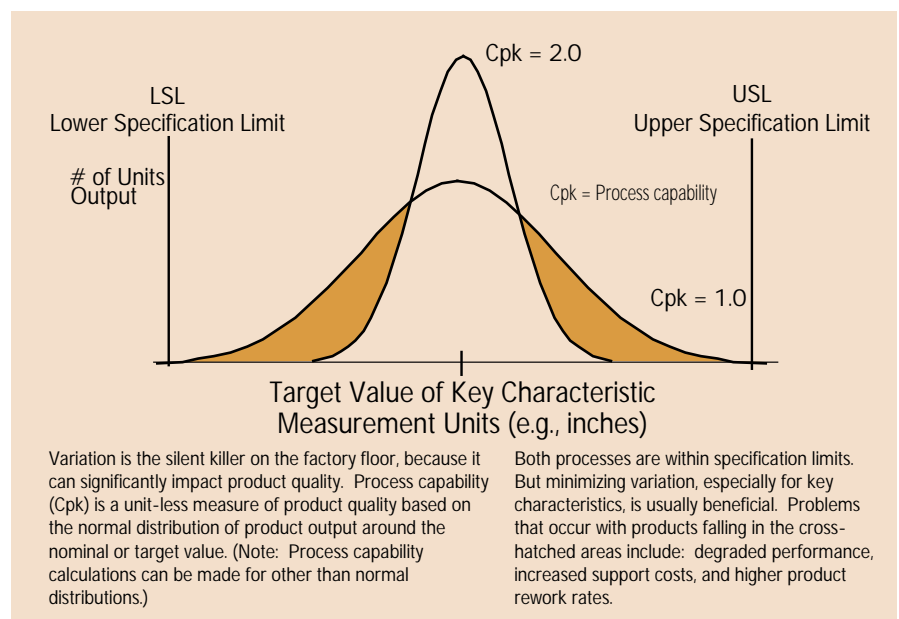 Cpk = 2.0
LSL
Lower Specification Limit
USL
Upper Specification Limit
# of Units
Output
Cpk = Process capability
Cpk = 1.0
Target Value of Key Characteristic
Measurement Units (e.g., inches)
Variation is the silent killer on the factory floor, because it
can significantly impact product quality.  Process capability
(Cpk) is a unit-less measure of product quality based on
the normal distribution of product output around the
nominal or target value. (Note:  Process capability
calculations can be made for other than normal
distributions.)
Both processes are within specification limits.
But minimizing variation, especially for key
characteristics, is usually beneficial.  Problems
that occur with products falling in the cross-
hatched areas include:  degraded performance,
increased support costs, and higher product
rework rates.